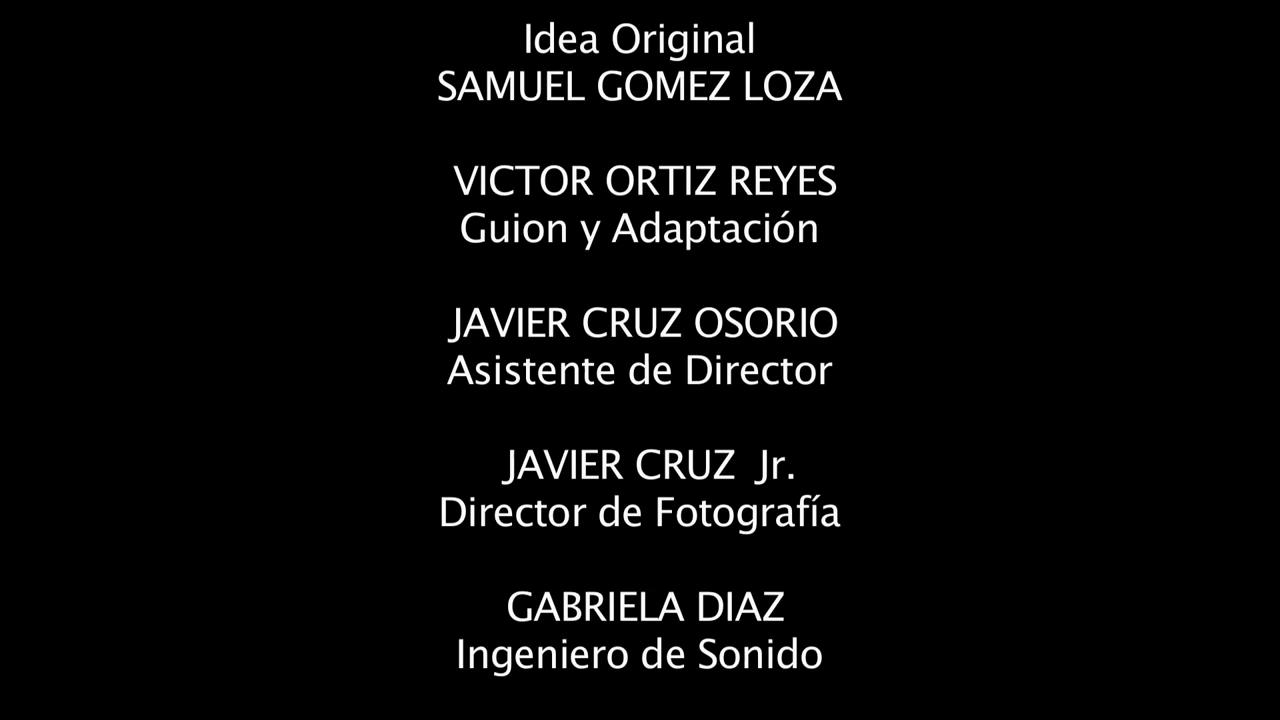 Idea Original
SAMUEL GOMEZ LOZA
VICTOR ORTIZ REYES
Guion y Adaptación
JAVIER CRUZ OSORIO
Asistente de Director
JAVIER CRUZ  Jr.
Director de Fotografía
GABRIELA DIAZ
Ingeniero de Sonido